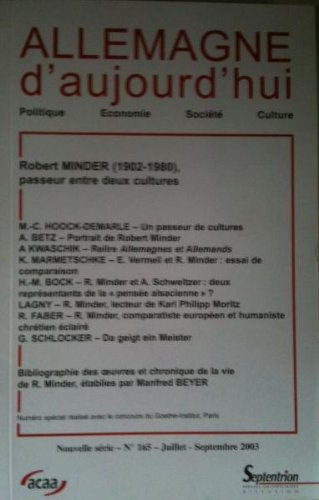 ALLEMAGNE
d'aujourd'hui
Politique Economiie Société Culture
Robert MINDER (1902-1980),
passeur entre deux cultures
M.-C. HOOCK-DEMARLE – Un passeur de cultures
A. BETZ – Portrait de Robert Minder
A KWASCHIK – Relire Allemagnes et Allemands
K. MARMETSCHKE – E. Vermeil et R. Minder : essai de
comparaison
H.-M. BOCK – R. Minder et A. Schweitzer : deux
représentants de la « pensée alsacienne » ?
LAGNY – R. Minder, lecteur de Karl Philipp Moritz
R. FABER – R. Minder, comparatiste européen et humaniste
chrétien éclairé
G. SCHLOCKER – Da geigt ein Meister
Bibliographie des œuvres et chronique de la vie
de R. Minder, établies par Manfred BEYER
Numéro spécial réalisé avec le concours du Goethe-Institut, Paris
Nouvelle série – N° 165 – Juillet - Septembre 2003
acaa
Septentrion
PRESSES UNIVERSITAIRES
DIFFUSION